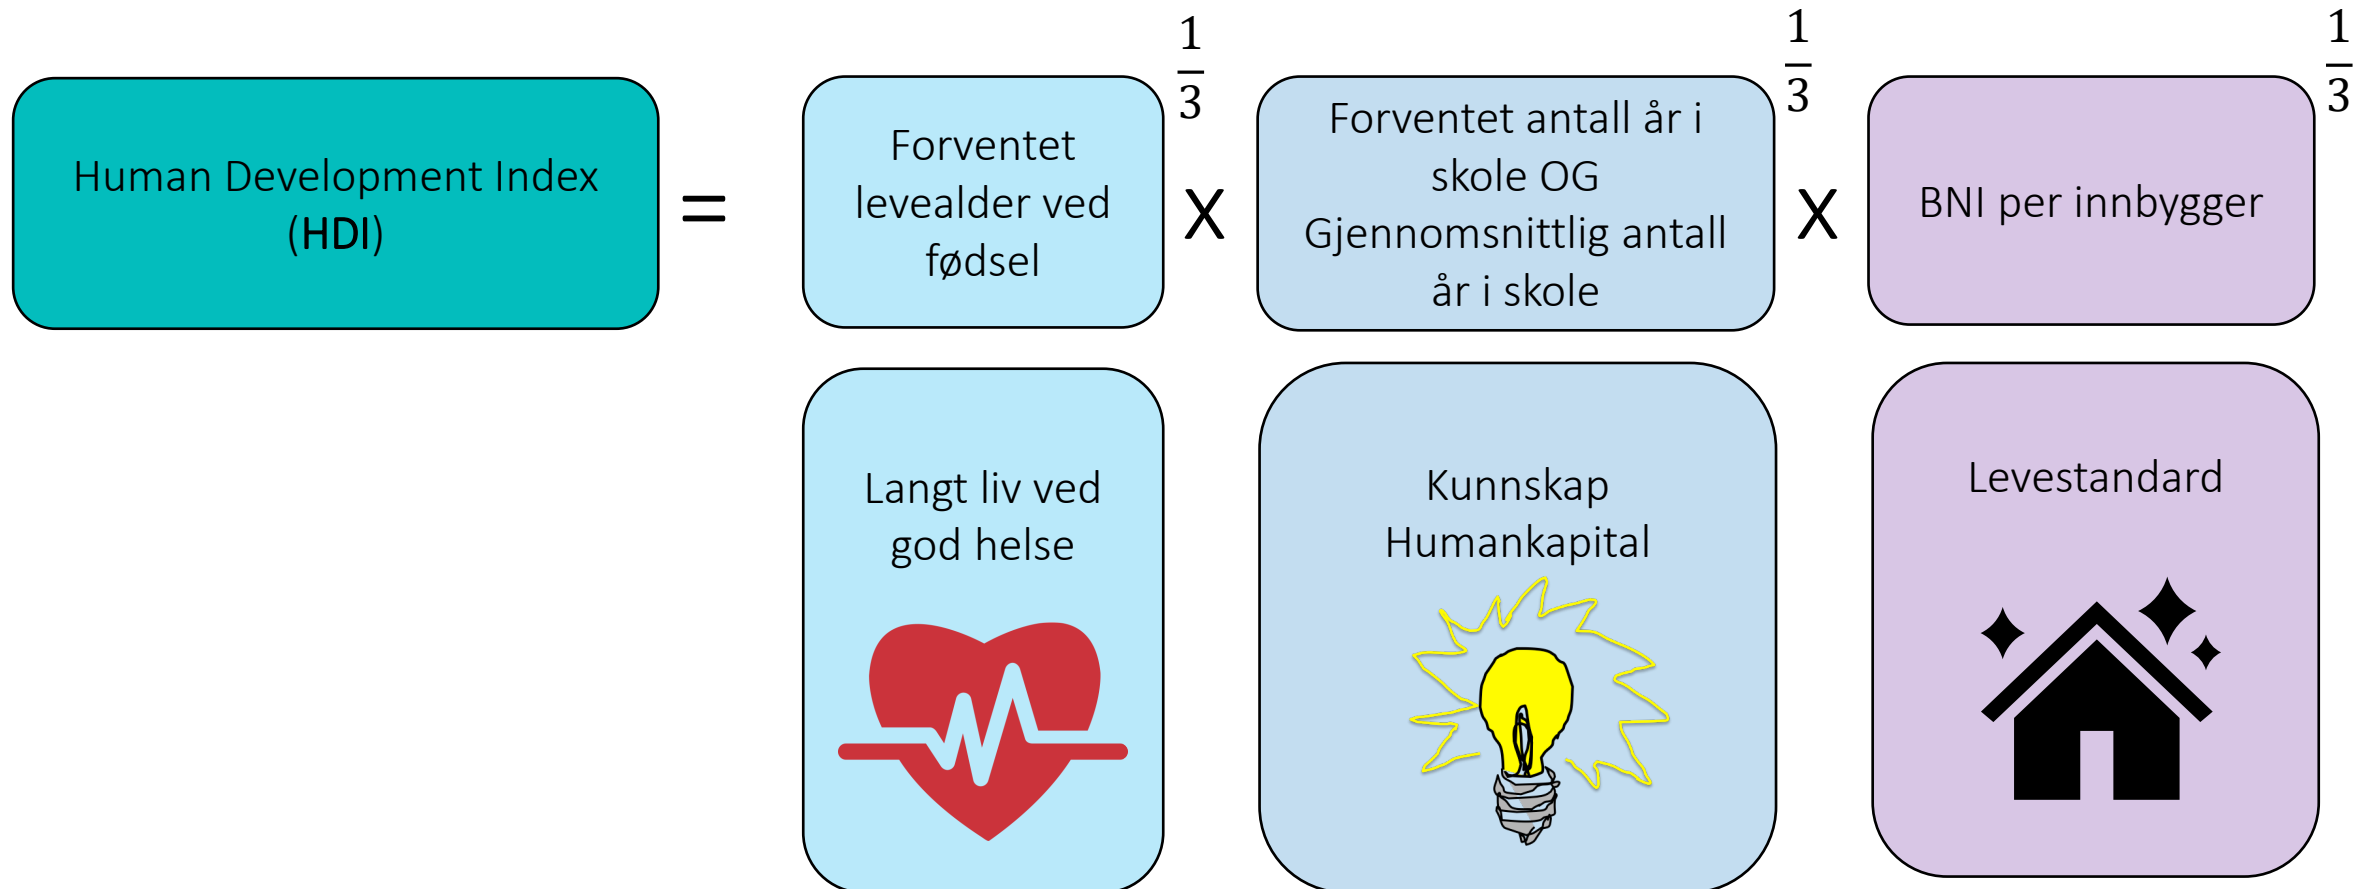 Human Development Index
(HDI)
=
Forventet
levealder ved
fødsel
1
3
X
Forventet antall år i
skole OG
Gjennomsnittlig antall
år i skole
1
3
X
BNI per innbygger
1
3
Langt liv ved
god helse
Kunnskap
Humankapital
Levestandard